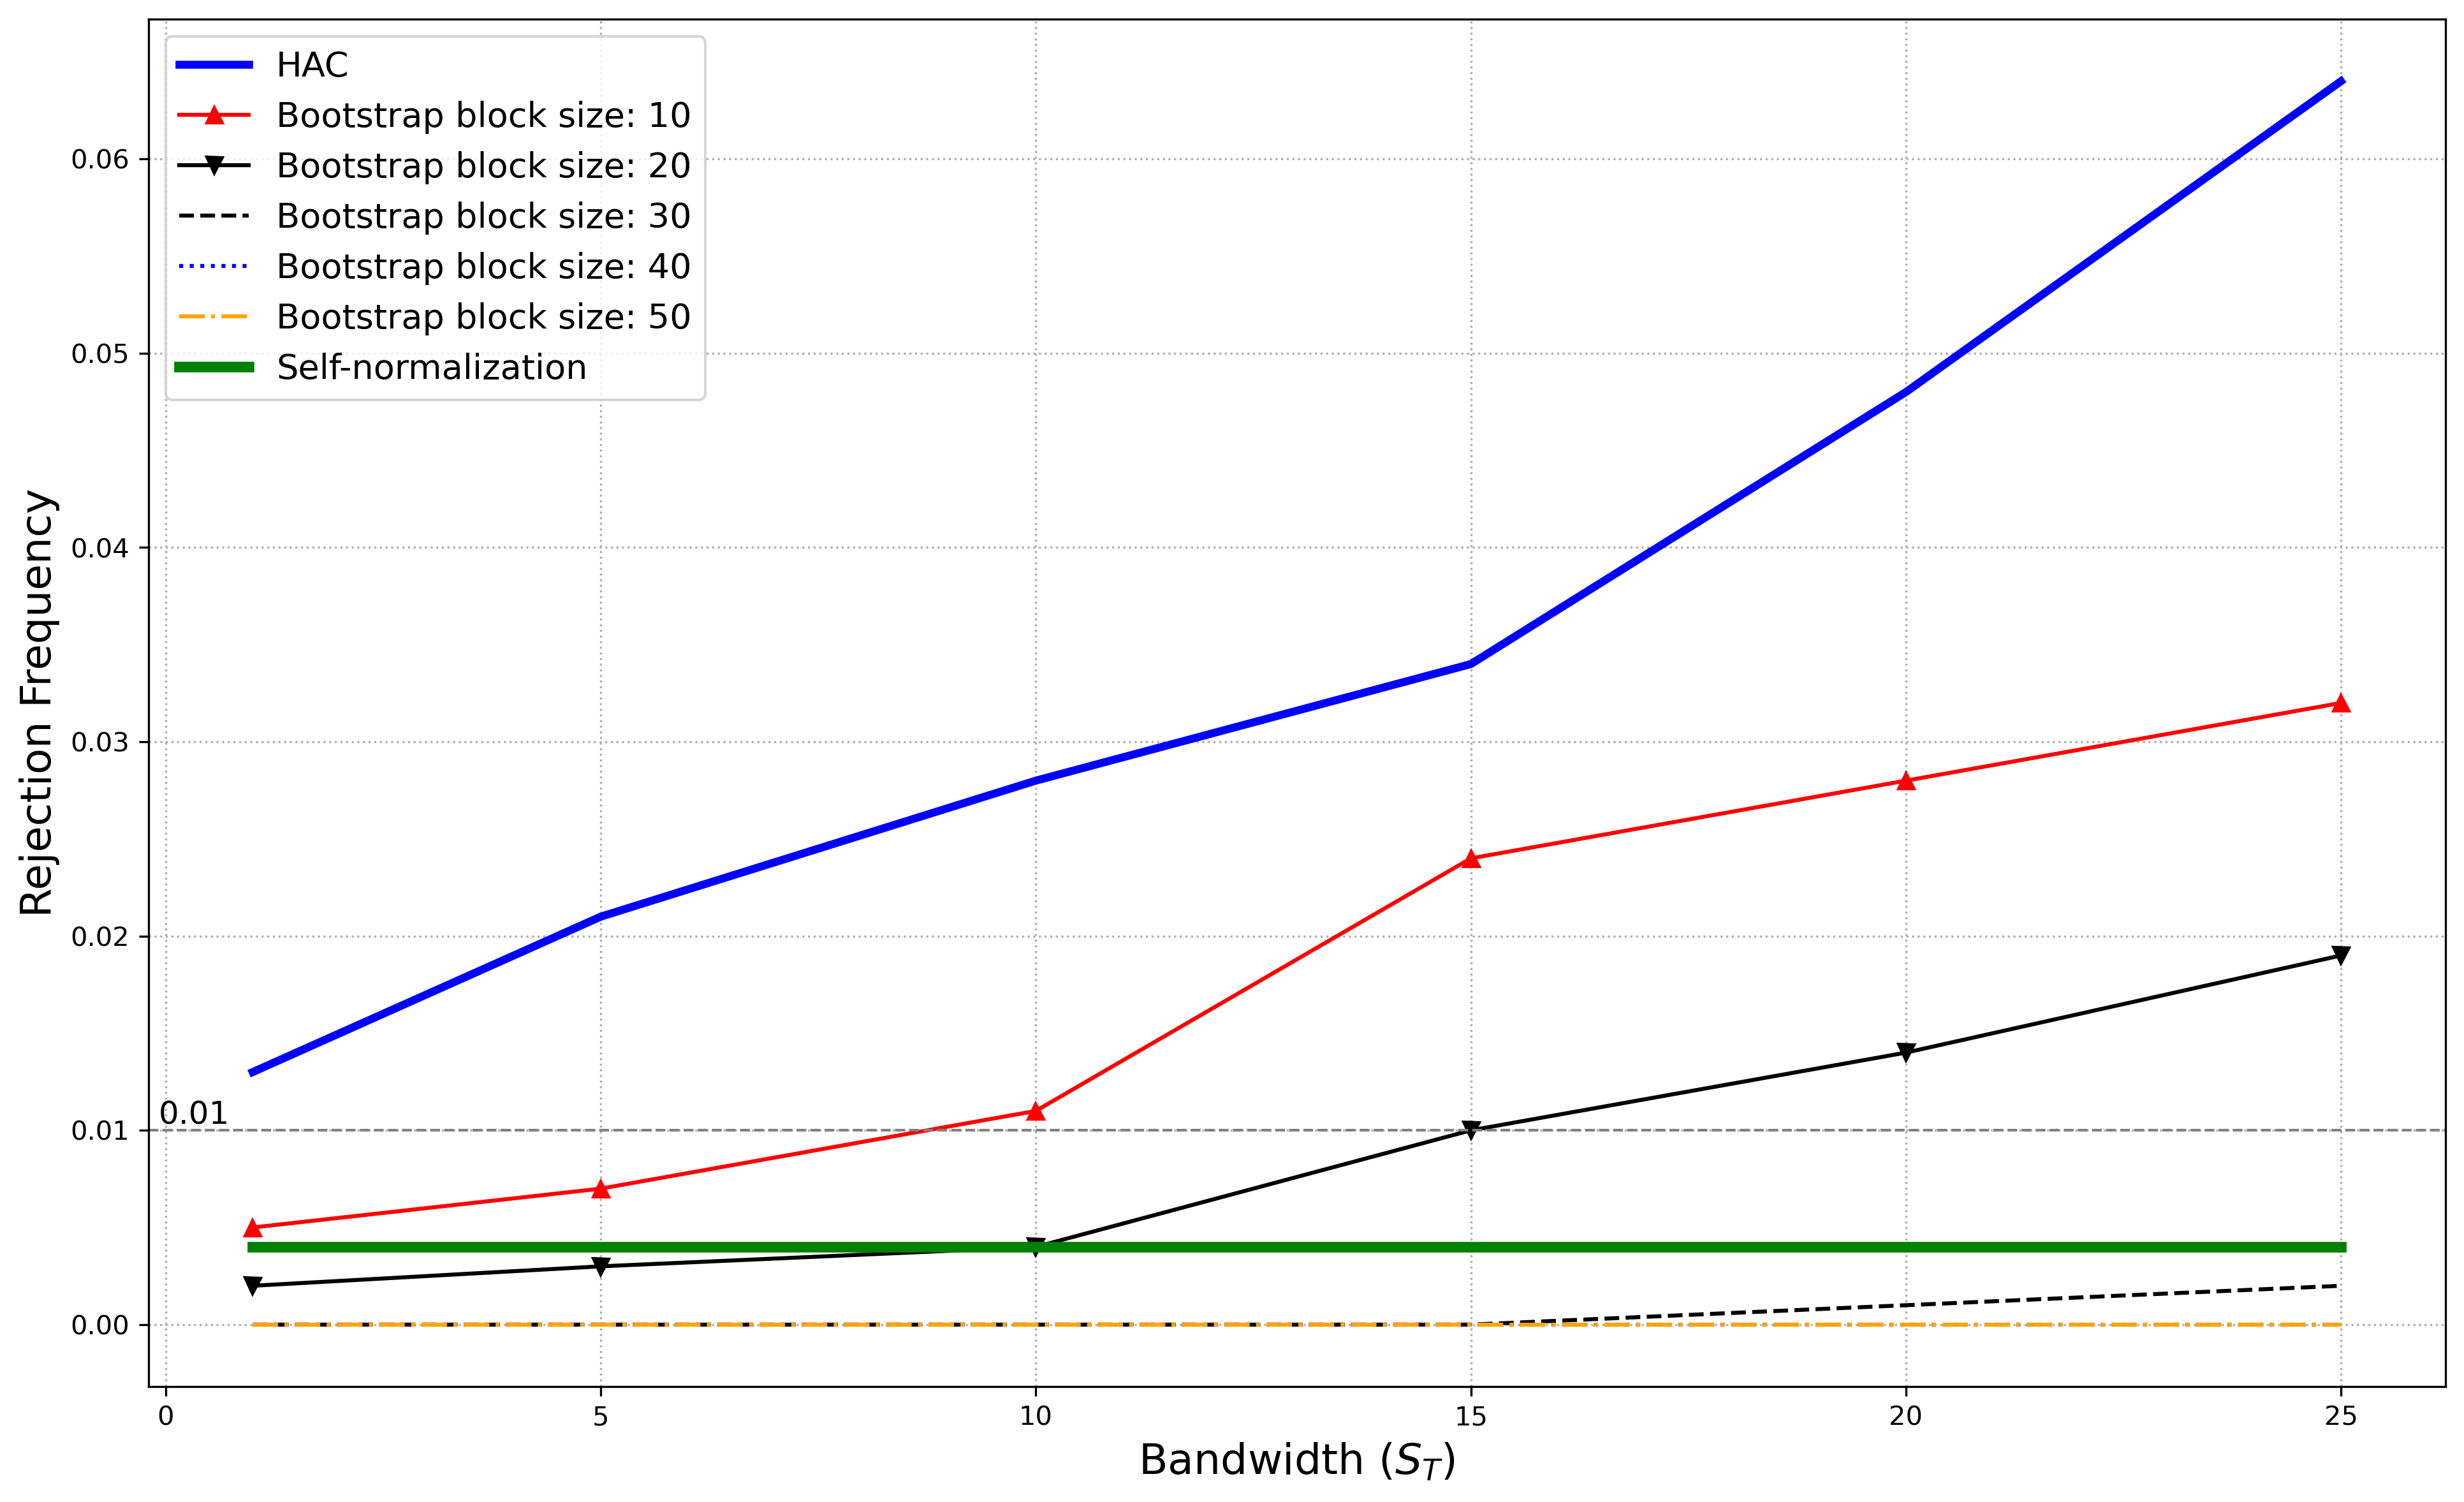 HAC
Bootstrap block size: 10
Bootstrap block size: 20
Bootstrap block size: 30
Bootstrap block size: 40
Bootstrap block size: 50
Self-normalization
Rejection Frequency
0.06
0.05
0.04
0.03
0.02
0.01
0.01
0.00
0 5 10 15 20 25
Bandwidth (S_T)